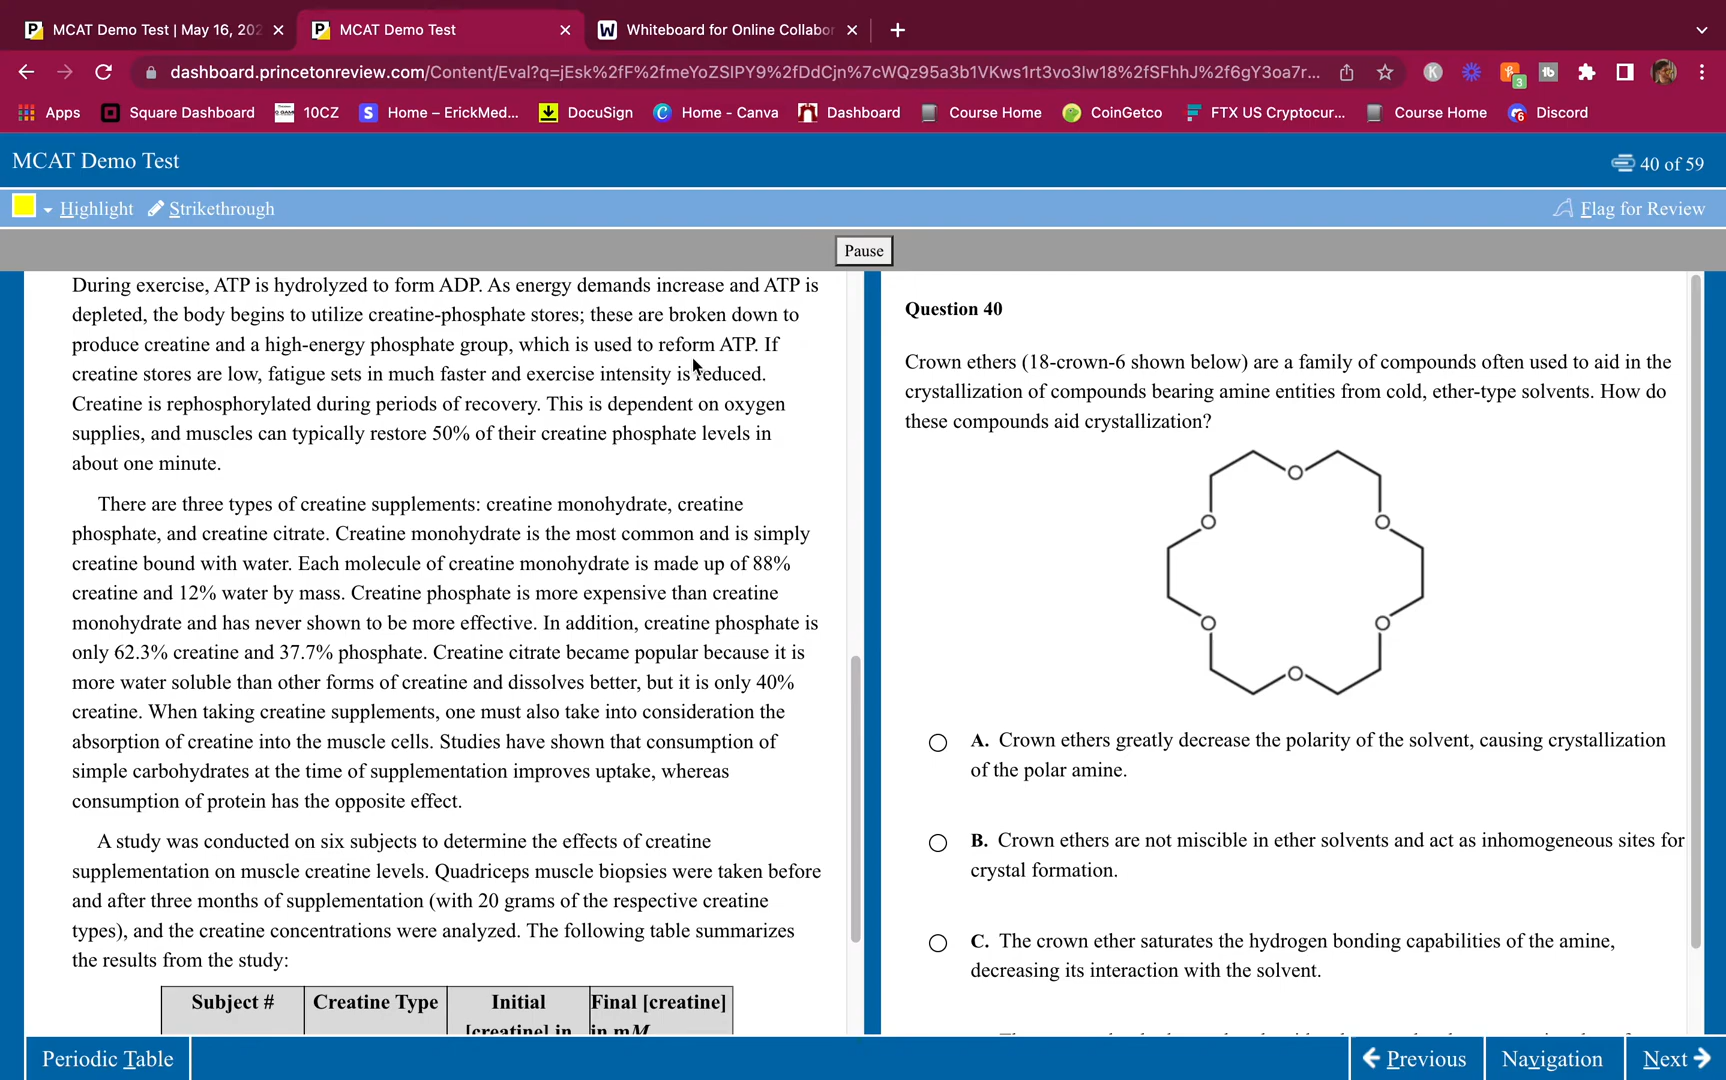 MCAT Demo Test | May 16, 202
MCAT Demo Test
Whiteboard for Online Collabor
dashboard.princetonreview.com/Content/Eval?q=jEsk%2fF%2fmeYoZSIPY9%2fDdCjn%7cWQz95a3b1VKws1rt3vo3lw18%2fSFhhJ%2f6gY3oa7r...
Apps
Square Dashboard
10CZ
Home – ErickMed...
DocuSign
Home - Canva
Dashboard
Course Home
CoinGetco
FTX US Cryptocur...
Course Home
Discord
MCAT Demo Test
40 of 59
Highlight
Strikethrough
Flag for Review
Pause
During exercise, ATP is hydrolyzed to form ADP. As energy demands increase and ATP is
depleted, the body begins to utilize creatine-phosphate stores; these are broken down to
produce creatine and a high-energy phosphate group, which is used to reform ATP. If
creatine stores are low, fatigue sets in much faster and exercise intensity is reduced.
Creatine is rephosphorylated during periods of recovery. This is dependent on oxygen
supplies, and muscles can typically restore 50% of their creatine phosphate levels in
about one minute.
There are three types of creatine supplements: creatine monohydrate, creatine
phosphate, and creatine citrate. Creatine monohydrate is the most common and is simply
creatine bound with water. Each molecule of creatine monohydrate is made up of 88%
creatine and 12% water by mass. Creatine phosphate is more expensive than creatine
monohydrate and has never shown to be more effective. In addition, creatine phosphate is
only 62.3% creatine and 37.7% phosphate. Creatine citrate became popular because it is
more water soluble than other forms of creatine and dissolves better, but it is only 40%
creatine. When taking creatine supplements, one must also take into consideration the
absorption of creatine into the muscle cells. Studies have shown that consumption of
simple carbohydrates at the time of supplementation improves uptake, whereas
consumption of protein has the opposite effect.
A study was conducted on six subjects to determine the effects of creatine
supplementation on muscle creatine levels. Quadriceps muscle biopsies were taken before
and after three months of supplementation (with 20 grams of the respective creatine
types), and the creatine concentrations were analyzed. The following table summarizes
the results from the study:
Subject #
Creatine Type
Initial
[creatine] in
Final [creatine]
in mM
Question 40
Crown ethers (18-crown-6 shown below) are a family of compounds often used to aid in the
crystallization of compounds bearing amine entities from cold, ether-type solvents. How do
these compounds aid crystallization?
O
O
O
O
O
O
A. Crown ethers greatly decrease the polarity of the solvent, causing crystallization
of the polar amine.
B. Crown ethers are not miscible in ether solvents and act as inhomogeneous sites for
crystal formation.
C. The crown ether saturates the hydrogen bonding capabilities of the amine,
decreasing its interaction with the solvent.
Periodic Table
Previous
Navigation
Next